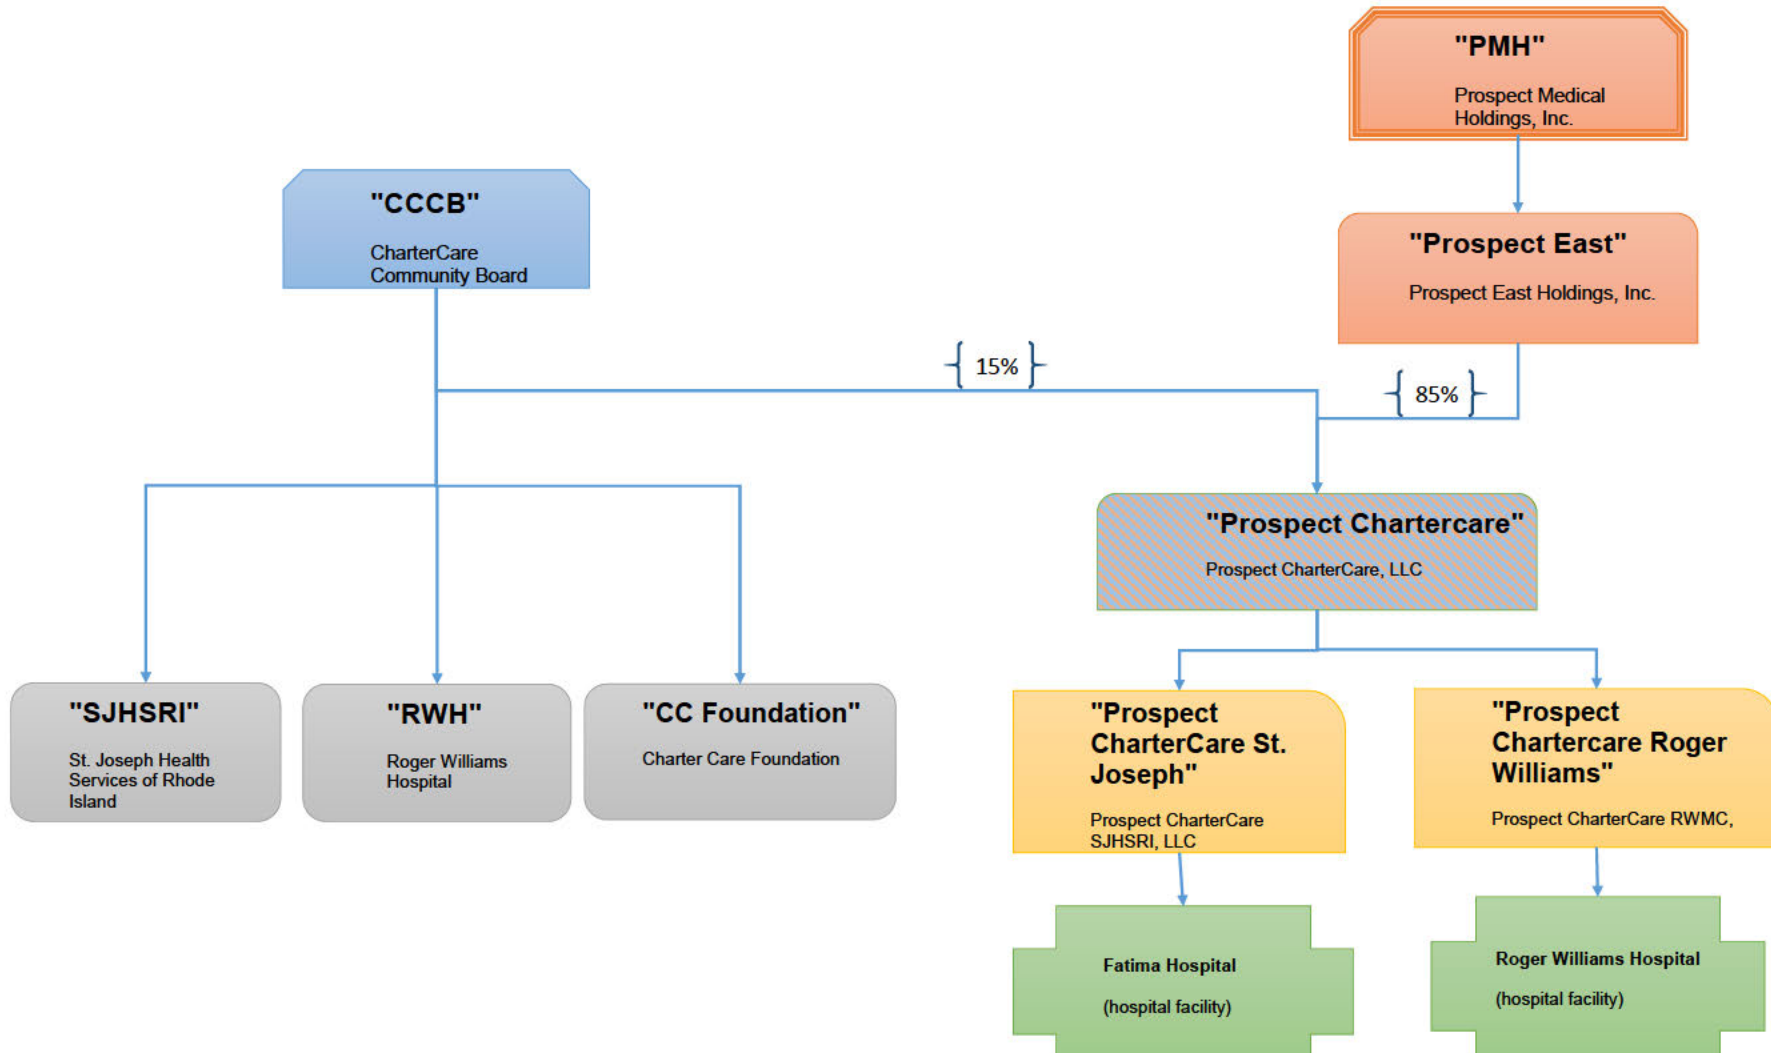 "PMH"
Prospect Medical
Holdings, Inc.
"CCCB"
CharterCare
Community Board
"Prospect East"
Prospect East Holdings, Inc.
15%
85%
"Prospect Chartercare"
Prospect CharterCare, LLC
"SJHSRI"
St. Joseph Health
Services of Rhode
Island
"RWH"
Roger Williams
Hospital
"CC Foundation"
Charter Care Foundation
"Prospect
CharterCare St.
Joseph"
Prospect CharterCare
SJHSRI, LLC
"Prospect
Chartercare Roger
Williams"
Prospect CharterCare RWMC,
Fatima Hospital
(hospital facility)
Roger Williams Hospital
(hospital facility)